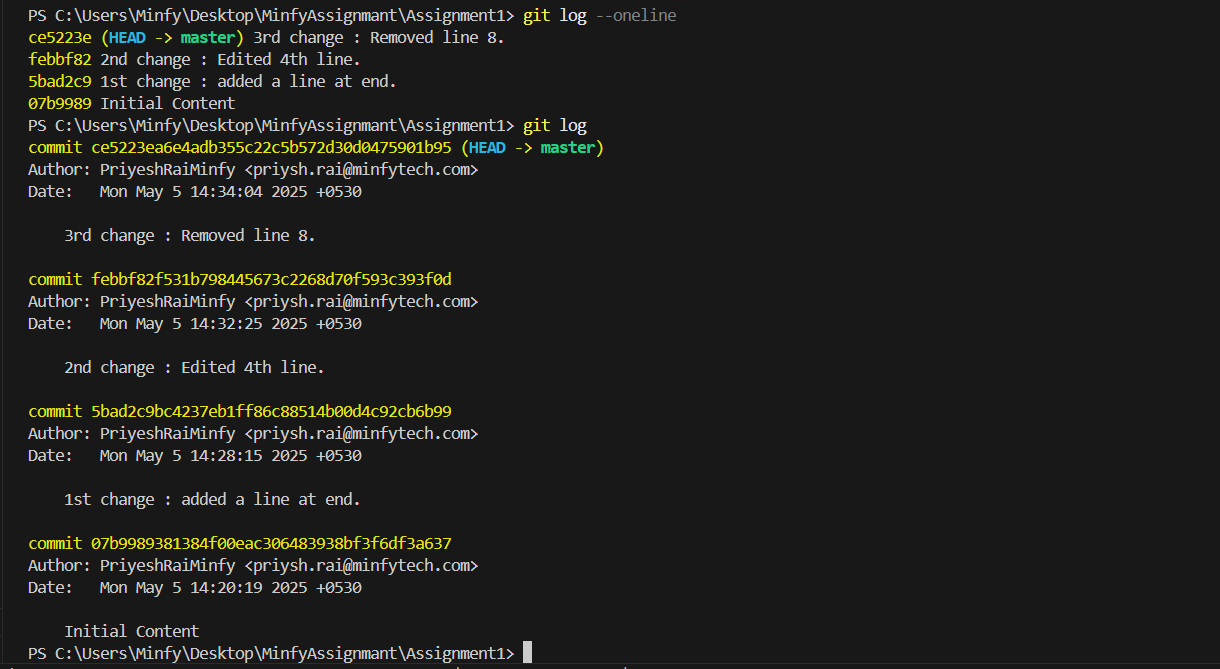 PS C:\Users\Minfy\Desktop\MinfyAssignmant\Assignment1> git log --oneline
ce5223e (HEAD -> master) 3rd change : Removed line 8.
febbf82 2nd change : Edited 4th line.
5bad2c9 1st change : added a line at end.
07b9989 Initial Content
PS C:\Users\Minfy\Desktop\MinfyAssignmant\Assignment1> git log
commit ce5223ea6e4adb355c22c5b572d30d0475901b95 (HEAD -> master)
Author: PriyeshRaiMinfy <priysh.rai@minfytech.com>
Date:   Mon May 5 14:34:04 2025 +0530
    3rd change : Removed line 8.
commit febbf82f531b798445673c2268d70f593c393f0d
Author: PriyeshRaiMinfy <priysh.rai@minfytech.com>
Date:   Mon May 5 14:32:25 2025 +0530
    2nd change : Edited 4th line.
commit 5bad2c9bc4237eb1ff86c88514b00d4c92cb6b99
Author: PriyeshRaiMinfy <priysh.rai@minfytech.com>
Date:   Mon May 5 14:28:15 2025 +0530
    1st change : added a line at end.
commit 07b9989381384f00eac306483938bf3f6df3a637
Author: PriyeshRaiMinfy <priysh.rai@minfytech.com>
Date:   Mon May 5 14:20:19 2025 +0530
    Initial Content
PS C:\Users\Minfy\Desktop\MinfyAssignmant\Assignment1>